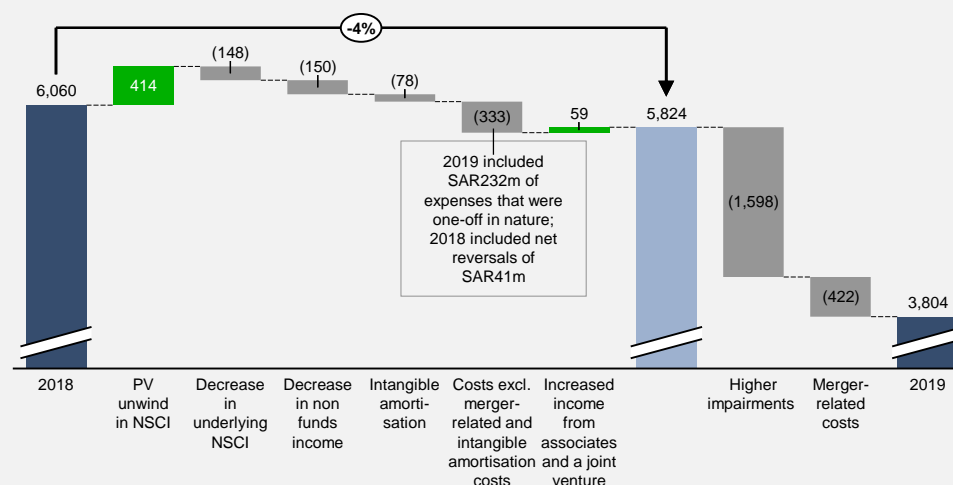 -4%
6,060
414
(148)
(150)
(78)
(333)
59
5,824
(1,598)
(422)
3,804
2019 included
SAR232m of
expenses that were
one-off in nature;
2018 included net
reversals of
SAR41m
2018
PV
unwind
in NSCI
Decrease
in
underlying
NSCI
Decrease
in non
funds
income
Intangible
amorti-
sation
Costs excl.
merger-
related and
intangible
amortisation
costs
Increased
income
from
associates
and a joint
venture
Higher
impairments
Merger-
related
costs
2019